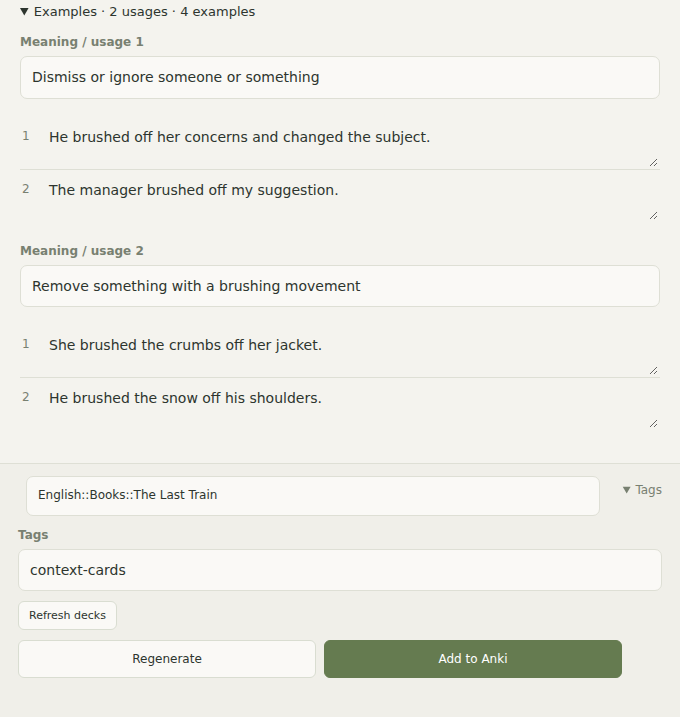 ▼ Examples · 2 usages · 4 examples
Meaning / usage 1
Dismiss or ignore someone or something
1 He brushed off her concerns and changed the subject.
2 The manager brushed off my suggestion.
Meaning / usage 2
Remove something with a brushing movement
1 She brushed the crumbs off her jacket.
2 He brushed the snow off his shoulders.
English::Books::The Last Train ▼ Tags
Tags
context-cards
Refresh decks
Regenerate Add to Anki